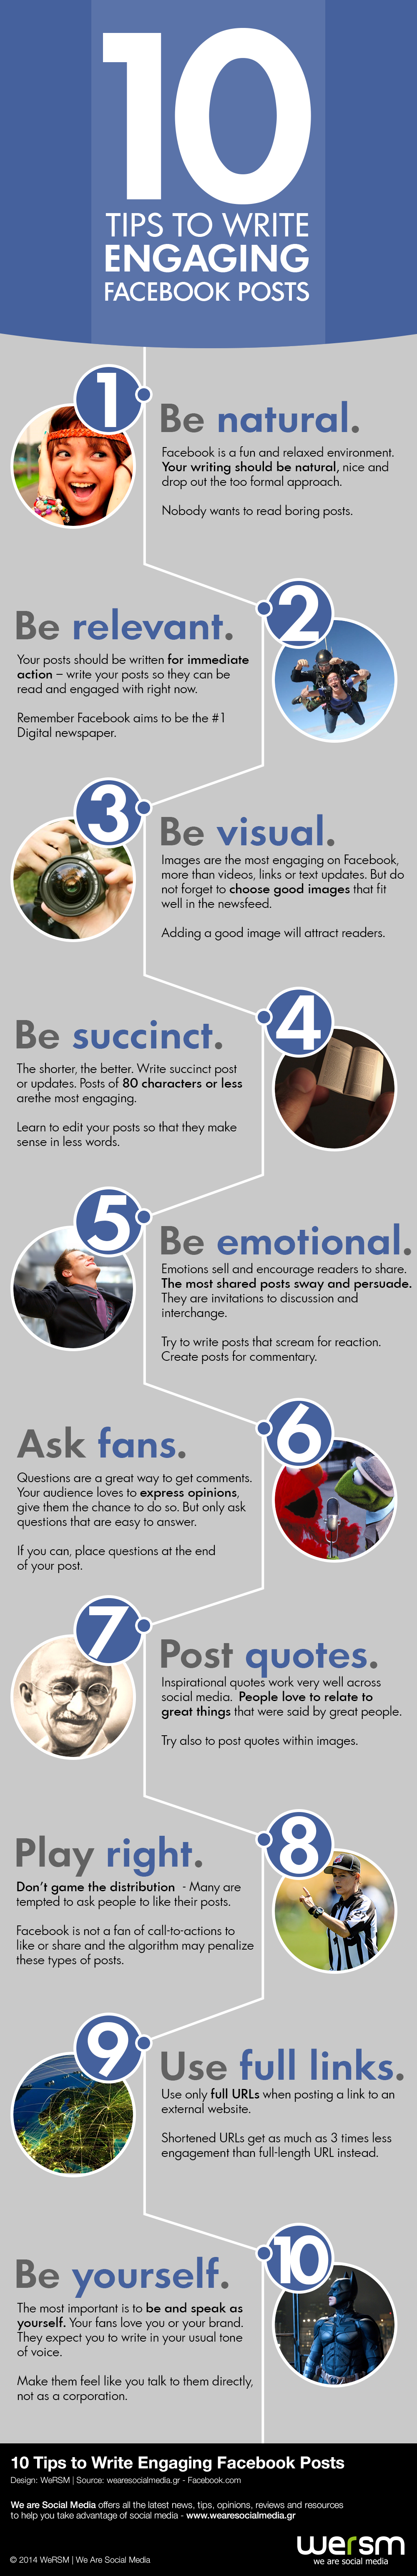 10
TIPS TO WRITE
ENGAGING
FACEBOOK POSTS
1
Be natural.
Facebook is a fun and relaxed environment.
Your writing should be natural, nice and
drop out the too formal approach.
Nobody wants to read boring posts.
2
Be relevant.
Your posts should be written for immediate
action – write your posts so they can be
read and engaged with right now.
Remember Facebook aims to be the #1
Digital newspaper.
3
Be visual.
Images are the most engaging on Facebook,
more than videos, links or text updates. But do
not forget to choose good images that fit
well in the newsfeed.
Adding a good image will attract readers.
4
Be succinct.
The shorter, the better. Write succinct post
or updates. Posts of 80 characters or less
arethe most engaging.
Learn to edit your posts so that they make
sense in less words.
5
Be emotional.
Emotions sell and encourage readers to share.
The most shared posts sway and persuade.
They are invitations to discussion and
interchange.
Try to write posts that scream for reaction.
Create posts for commentary.
6
Ask fans.
Questions are a great way to get comments.
Your audience loves to express opinions,
give them the chance to do so. But only ask
questions that are easy to answer.
If you can, place questions at the end
of your post.
7
Post quotes.
Inspirational quotes work very well across
social media. People love to relate to
great things that were said by great people.
Try also to post quotes within images.
8
Play right.
Don't game the distribution - Many are
tempted to ask people to like their posts.
Facebook is not a fan of call-to-actions to
like or share and the algorithm may penalize
these types of posts.
9
Use full links.
Use only full URLs when posting a link to an
external website.
Shortened URLs get as much as 3 times less
engagement than full-length URL instead.
10
Be yourself.
The most important is to be and speak as
yourself. Your fans love you or your brand.
They expect you to write in your usual tone
of voice.
Make them feel like you talk to them directly,
not as a corporation.
10 Tips to Write Engaging Facebook Posts
Design: WeRSM | Source: wearesocialmedia.gr - Facebook.com
We are Social Media offers all the latest news, tips, opinions, reviews and resources
to help you take advantage of social media - www.wearesocialmedia.gr
wersm
we are social media
© 2014 WeRSM | We Are Social Media